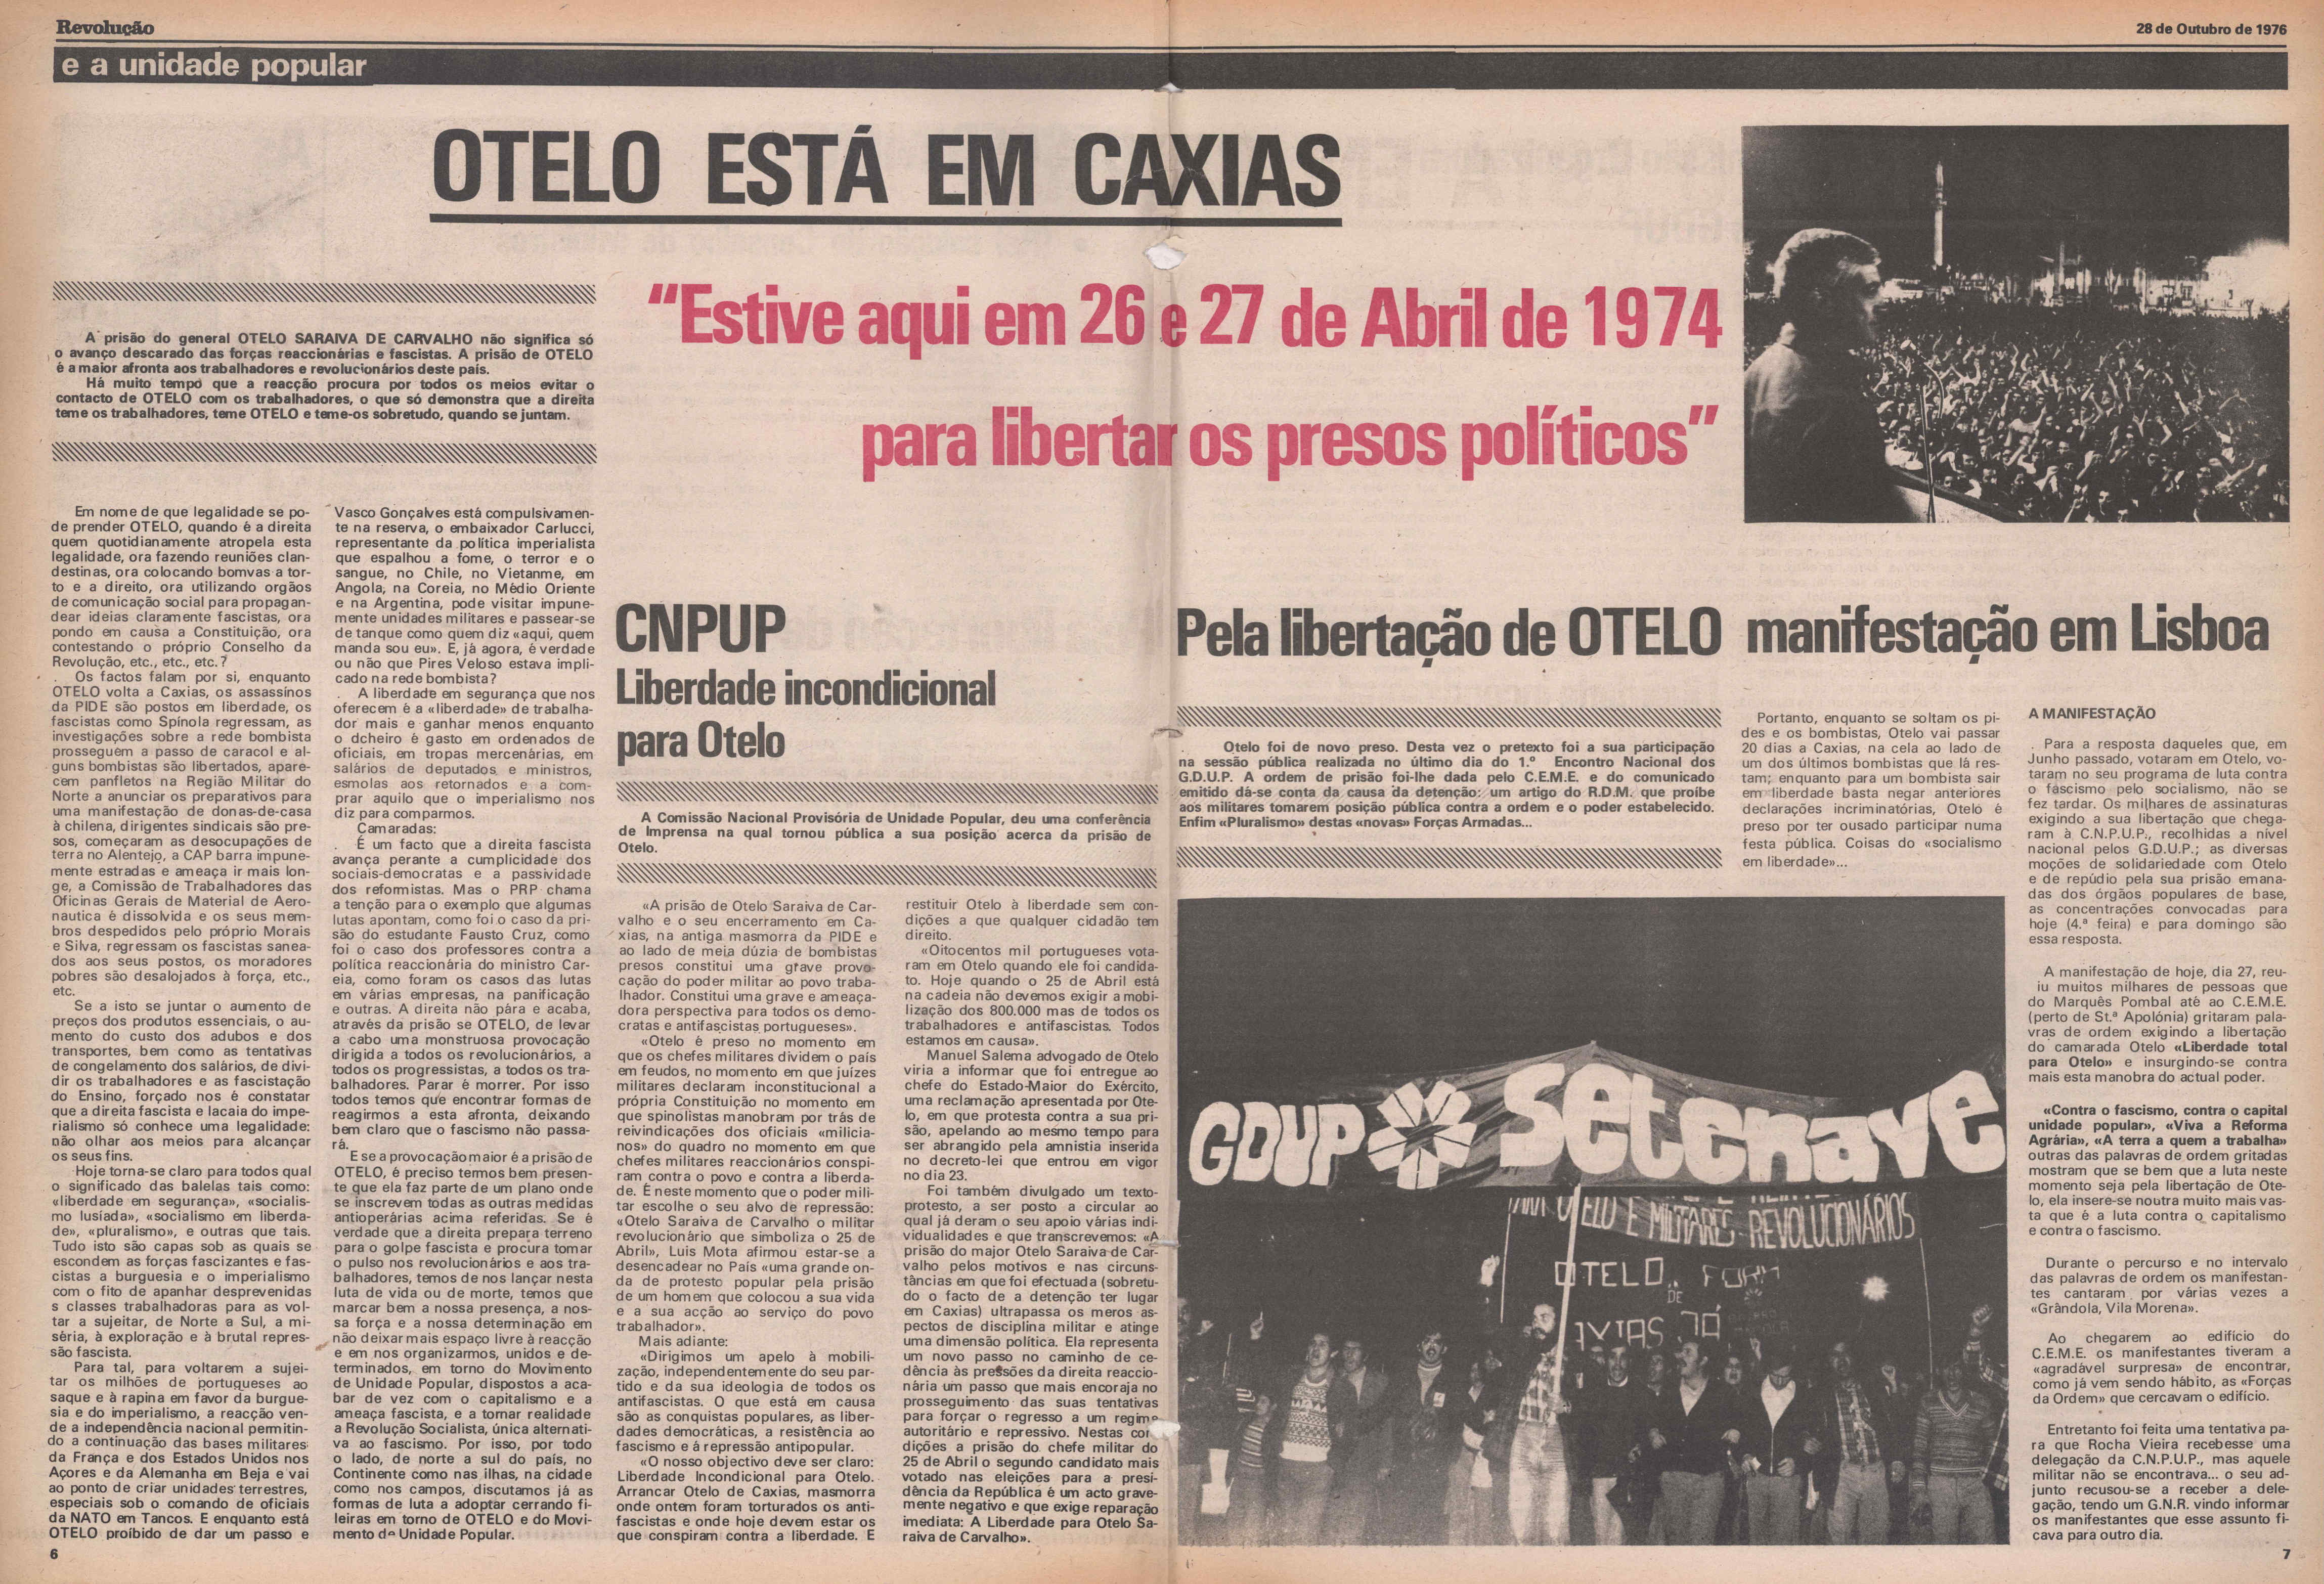 Revolução
28 de Outubro de 1976
e a unidade popular
OTELO ESTÁ EM CAXIAS
“Estive aqui em 26 e 27 de Abril de 1974
para libertar os presos políticos”
A prisão do general OTELO SARAIVA DE CARVALHO não significa só
o avanço descarado das forças reaccionárias e fascistas. A prisão de OTELO
é a maior afronta aos trabalhadores e revolucionários deste país.
Há muito tempo que a reacção procura por todos os meios evitar o
contacto de OTELO com os trabalhadores, o que só demonstra que a direita
teme os trabalhadores, teme OTELO e teme-os sobretudo, quando se juntam.
Em nome de que legalidade se po-
de prender OTELO, quando é a direita
quem quotidianamente atropela esta
legalidade, ora fazendo reuniões clan-
destinas, ora colocando bomvas a tor-
to e a direito, ora utilizando orgãos
de comunicação social para propagan-
dear ideias claramente fascistas, ora
pondo em causa a Constituição, ora
contestando o próprio Conselho da
Revolução, etc., etc., etc.?
Os factos falam por si, enquanto
OTELO volta a Caxias, os assassínos
da PIDE são postos em liberdade, os
fascistas como Spínola regressam, as
investigações sobre a rede bombista
prosseguem a passo de caracol e al-
guns bombistas são libertados, apare-
cem panfletos na Região Militar do
Norte a anunciar os preparativos para
uma manifestação de donas-de-casa
à chilena, dirigentes sindicais são pre-
sos, começaram as desocupações de
terra no Alentejo, a CAP barra impune-
mente estradas e ameaça ir mais lon-
ge, a Comissão de Trabalhadores das
Oficinas Gerais de Material de Aero-
nautica é dissolvida e os seus mem-
bros despedidos pelo próprio Morais
e Silva, regressam os fascistas sanea-
dos aos seus postos, os moradores
pobres são desalojados à força, etc.,
etc.
Se a isto se juntar o aumento de
preços dos produtos essenciais, o au-
mento do custo dos adubos e dos
transportes, bem como as tentativas
de congelamento dos salários, de divi-
dir os trabalhadores e as fascistação
do Ensino, forçado nos é constatar
que a direita fascista e lacaia do impe-
rialismo só conhece uma legalidade:
não olhar aos meios para alcançar
os seus fins.
Hoje torna-se claro para todos qual
o significado das balelas tais como:
«liberdade em segurança», «socialis-
mo lusíada», «socialismo em liberda-
de», «pluralismo», e outras que tais.
Tudo isto são capas sob as quais se
escondem as forças fascizantes e fas-
cistas a burguesia e o imperialismo
com o fito de apanhar desprevenidas
s classes trabalhadoras para as vol-
tar a sujeitar, de Norte a Sul, a mi-
séria, à exploração e à brutal repres-
são fascista.
Para tal, para voltarem a sujei-
tar os milhões de portugueses ao
saque e à rapina em favor da burgue-
sia e do imperialismo, a reacção ven-
de a independência nacional permitin-
do a continuação das bases militares
da França e dos Estados Unidos nos
Açores e da Alemanha em Beja e vai
ao ponto de criar unidades terrestres,
especiais sob o comando de oficiais
da NATO em Tancos. E enquanto está
OTELO proíbido de dar um passo e
Vasco Gonçalves está compulsivamen-
te na reserva, o embaixador Carlucci,
representante da política imperialista
que espalhou a fome, o terror e o
sangue, no Chile, no Vietanme, em
Angola, na Coreia, no Médio Oriente
e na Argentina, pode visitar impune-
mente unidades militares e passear-se
de tanque como quem diz «aqui, quem
manda sou eu». E, já agora, é verdade
ou não que Pires Veloso estava impli-
cado na rede bombista?
A liberdade em segurança que nos
oferecem é a «liberdade» de trabalha-
dor mais e ganhar menos enquanto
o dcheiro é gasto em ordenados de
oficiais, em tropas mercenárias, em
salários de deputados e ministros,
esmolas aos retornados e a com-
prar aquilo que o imperialismo nos
diz para comparmos.
Camaradas:
É um facto que a direita fascista
avança perante a cumplicidade dos
sociais-democratas e a passividade
dos reformistas. Mas o PRP chama
a tenção para o exemplo que algumas
lutas apontam, como foi o caso da pri-
são do estudante Fausto Cruz, como
foi o caso dos professores contra a
política reaccionária do ministro Car-
eia, como foram os casos das lutas
em várias empresas, na panificação
e outras. A direita não pára e acaba,
através da prisão se OTELO, de levar
a cabo uma monstruosa provocação
dirigida a todos os revolucionários, a
todos os progressistas, a todos os tra-
balhadores. Parar é morrer. Por isso
todos temos que encontrar formas de
reagirmos a esta afronta, deixando
bem claro que o fascismo não passa-
rá.
E se a provocação maior é a prisão de
OTELO, é preciso termos bem presen-
te que ela faz parte de um plano onde
se inscrevem todas as outras medidas
antioperárias acima referidas. Se é
verdade que a direita prepara terreno
para o golpe fascista e procura tomar
o pulso nos revolucionários e aos tra-
balhadores, temos de nos lançar nesta
luta de vida ou de morte, temos que
marcar bem a nossa presença, a nos-
sa força e a nossa determinação em
não deixar mais espaço livre à reacção
e em nos organizarmos, unidos e de-
terminados, em torno do Movimento
de Unidade Popular, dispostos a aca-
bar de vez com o capitalismo e a
ameaça fascista, e a tornar realidade
a Revolução Socialista, única alternati-
va ao fascismo. Por isso, por todo
o lado, de norte a sul do país, no
Continente como nas ilhas, na cidade
como nos campos, discutamos já as
formas de luta a adoptar cerrando fi-
leiras em torno de OTELO e do Movi-
mento da Unidade Popular.
CNPUP
Liberdade incondicional
para Otelo
A Comissão Nacional Provisória de Unidade Popular, deu uma conferência
de Imprensa na qual tornou pública a sua posição acerca da prisão de
Otelo.
«A prisão de Otelo Saraiva de Car-
valho e o seu encerramento em Ca-
xias, na antiga masmorra da PIDE e
ao lado de meia dúzia de bombistas
presos constitui uma grave provo-
cação do poder militar ao povo traba-
lhador. Constitui uma grave e ameaça-
dora perspectiva para todos os demo-
cratas e antifascistas portugueses».
«Otelo é preso no momento em
que os chefes militares dividem o país
em feudos, no momento em que juízes
militares declaram inconstitucional a
própria Constituição no momento em
que spinolistas manobram por trás de
reivindicações dos oficiais «milicia-
nos» do quadro no momento em que
chefes militares reaccionários conspi-
ram contra o povo e contra a liberda-
de. É neste momento que o poder mili-
tar escolhe o seu alvo de repressão:
«Otelo Saraiva de Carvalho o militar
revolucionário que simboliza o 25 de
Abril», Luis Mota afirmou estar-se a
desencadear no País «uma grande on-
da de protesto popular pela prisão
de um homem que colocou a sua vida
e a sua acção ao serviço do povo
trabalhador».
Mais adiante:
«Dirigimos um apelo à mobili-
zação, independentemente do seu par-
tido e da sua ideologia de todos os
antifascistas. O que está em causa
são as conquistas populares, as liber-
dades democráticas, a resistência ao
fascismo e á repressão antipopular.
«O nosso objectivo deve ser claro:
Liberdade Incondicional para Otelo.
Arrancar Otelo de Caxias, masmorra
onde ontem foram torturados os anti-
fascistas e onde hoje devem estar os
que conspiram contra a liberdade. E
restituir Otelo à liberdade sem con-
dições a que qualquer cidadão tem
direito.
«Oitocentos mil portugueses vota-
ram em Otelo quando ele foi candida-
to. Hoje quando o 25 de Abril está
na cadeia não devemos exigir a mobi-
lização dos 800.000 mas de todos os
trabalhadores e antifascistas. Todos
estamos em causa».
Manuel Salema advogado de Otelo
viria a informar que foi entregue ao
chefe do Estado-Maior do Exército,
uma reclamação apresentada por Ote-
lo, em que protesta contra a sua pri-
são, apelando ao mesmo tempo para
ser abrangido pela amnistia inserida
no decreto-lei que entrou em vigor
no dia 23.
Foi também divulgado um texto-
protesto, a ser posto a circular ao
qual já deram o seu apoio várias indi-
vidualidades e que transcrevemos: «A
prisão do major Otelo Saraiva de Car-
valho pelos motivos e nas circuns-
tâncias em que foi efectuada (sobretu-
do o facto de a detenção ter lugar
em Caxias) ultrapassa os meros as-
pectos de disciplina militar e atinge
uma dimensão política. Ela representa
um novo passo no caminho de ce-
dência às pressões da direita reaccio-
nária um passo que mais encoraja no
prosseguimento das suas tentativas
para forçar o regresso a um regime
autoritário e repressivo. Nestas con-
dições a prisão do chefe militar do
25 de Abril o segundo candidato mais
votado nas eleições para a presi-
dência da República é um acto grave-
mente negativo e que exige reparação
imediata: A Liberdade para Otelo Sa-
raiva de Carvalho».
Pela libertação de OTELO manifestação em Lisboa
Otelo foi de novo preso. Desta vez o pretexto foi a sua participação
na sessão pública realizada no último dia do 1.º Encontro Nacional dos
G.D.U.P. A ordem de prisão foi-lhe dada pelo C.E.M.E. e do comunicado
emitido dá-se conta da causa da detenção: um artigo do R.D.M. que proíbe
aos militares tomarem posição pública contra a ordem e o poder estabelecido.
Enfim «Pluralismo» destas «novas» Forças Armadas...
Portanto, enquanto se soltam os pi-
des e os bombistas, Otelo vai passar
20 dias a Caxias, na cela ao lado de
um dos últimos bombistas que lá res-
tam; enquanto para um bombista sair
em liberdade basta negar anteriores
declarações incriminatórias, Otelo é
preso por ter ousado participar numa
festa pública. Coisas do «socialismo
em liberdade»...
A MANIFESTAÇÃO
Para a resposta daqueles que, em
Junho passado, votaram em Otelo, vo-
taram no seu programa de luta contra
o fascismo pelo socialismo, não se
fez tardar. Os milhares de assinaturas
exigindo a sua libertação que chega-
ram à C.N.P.U.P., recolhidas a nível
nacional pelos G.D.U.P.; as diversas
moções de solidariedade com Otelo
e de repúdio pela sua prisão emana-
das dos órgãos populares de base,
as concentrações convocadas para
hoje (4.ª feira) e para domingo são
essa resposta.
A manifestação de hoje, dia 27, reu-
iu muitos milhares de pessoas que
do Marquês Pombal até ao C.E.M.E.
(perto de St.ª Apolónia) gritaram pala-
vras de ordem exigindo a libertação
do camarada Otelo «Liberdade total
para Otelo» e insurgindo-se contra
mais esta manobra do actual poder.
«Contra o fascismo, contra o capital
unidade popular», «Viva a Reforma
Agrária», «A terra a quem a trabalha»
outras das palavras de ordem gritadas
mostram que se bem que a luta neste
momento seja pela libertação de Ote-
lo, ela insere-se noutra muito mais vas-
ta que é a luta contra o capitalismo
e contra o fascismo.
Durante o percurso e no intervalo
das palavras de ordem os manifestan-
tes cantaram por várias vezes a
«Grândola, Vila Morena».
Ao chegarem ao edifício do
C.E.M.E. os manifestantes tiveram a
«agradável surpresa» de encontrar,
como já vem sendo hábito, as «Forças
da Ordem» que cercavam o edifício.
Entretanto foi feita uma tentativa pa-
ra que Rocha Vieira recebesse uma
delegação da C.N.P.U.P., mas aquele
militar não se encontrava... o seu ad-
junto recusou-se a receber a dele-
gação, tendo um G.N.R. vindo informar
os manifestantes que esse assunto fi-
cava para outro dia.
GDUP Setenave
OTELO E MILITARES REVOLUCIONÁRIOS
OTELO FORA
DE
AXIAS JÁ
6
7